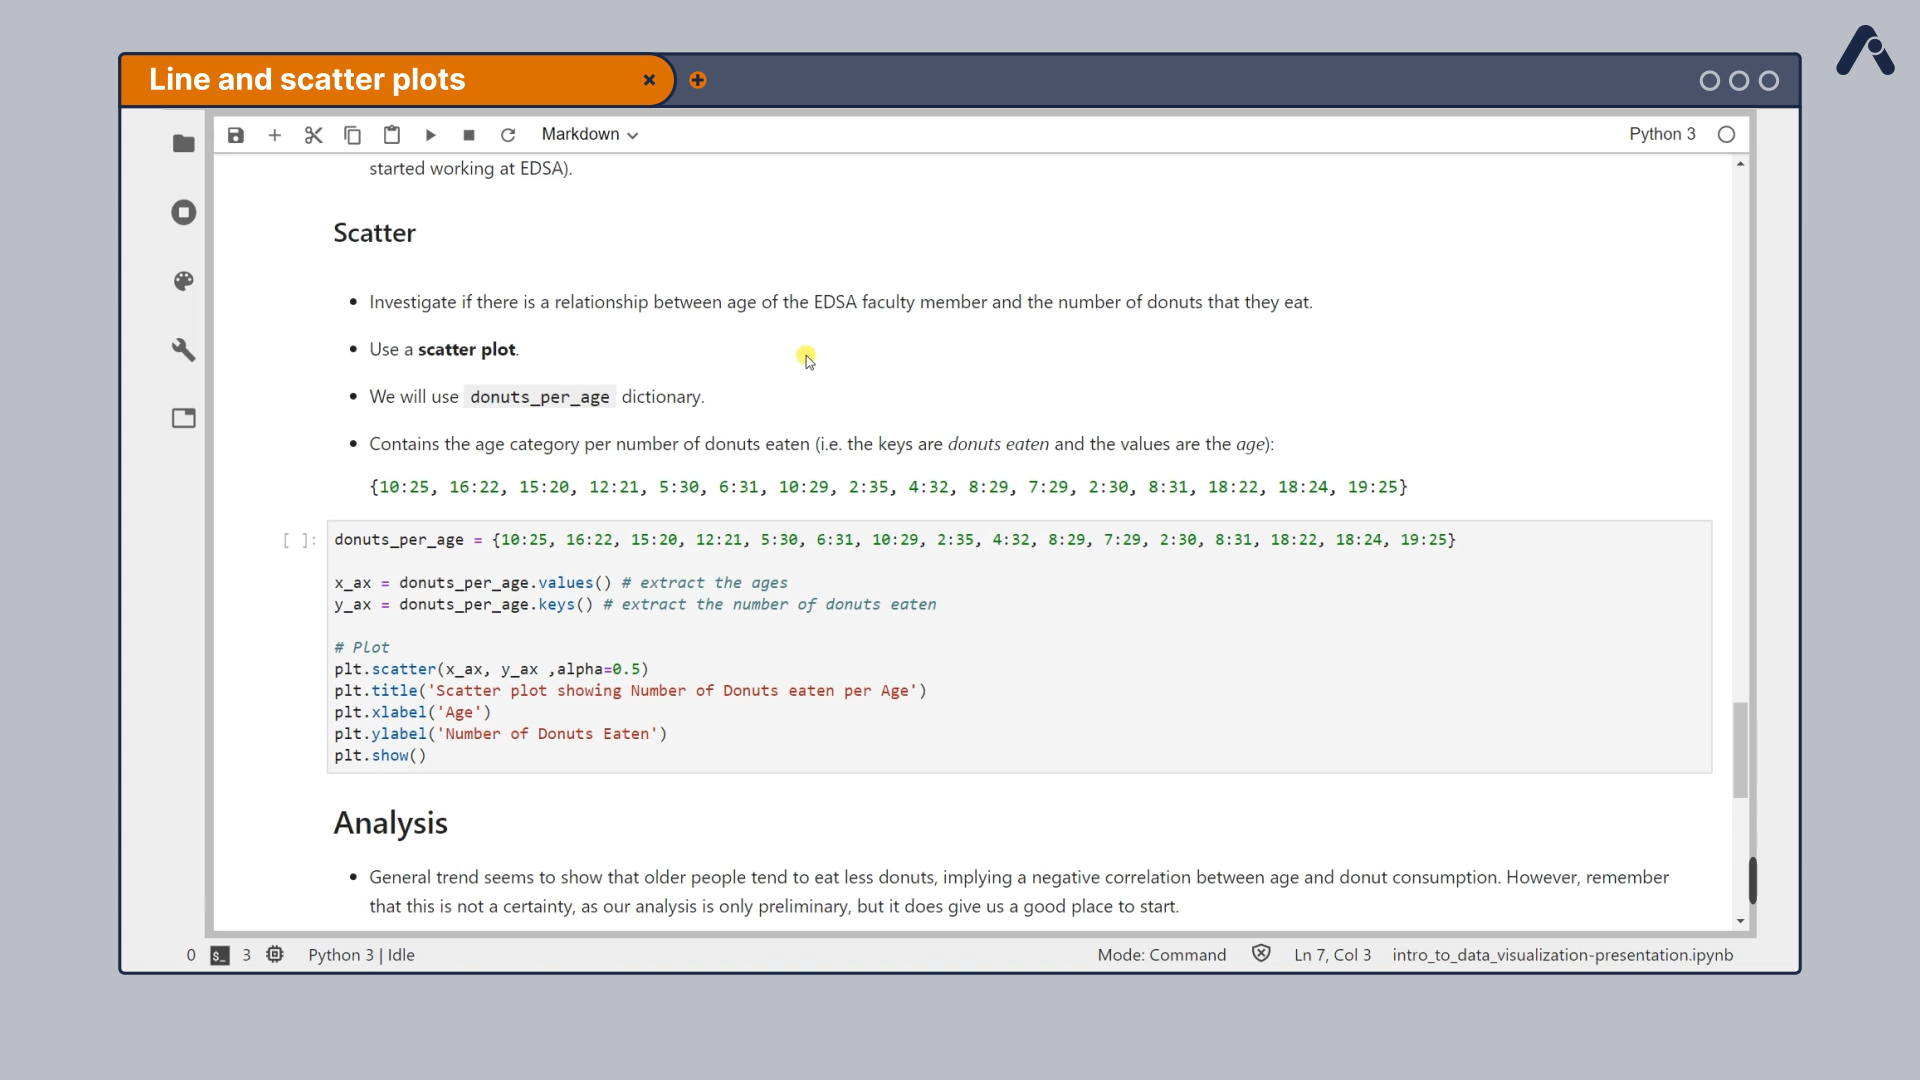 Line and scatter plots
Markdown
Python 3
started working at EDSA).
Scatter
• Investigate if there is a relationship between age of the EDSA faculty member and the number of donuts that they eat.
• Use a scatter plot.
• We will use donuts_per_age dictionary.
• Contains the age category per number of donuts eaten (i.e. the keys are donuts eaten and the values are the age):
{10:25, 16:22, 15:20, 12:21, 5:30, 6:31, 10:29, 2:35, 4:32, 8:29, 7:29, 2:30, 8:31, 18:22, 18:24, 19:25}
[ ]: donuts_per_age = {10:25, 16:22, 15:20, 12:21, 5:30, 6:31, 10:29, 2:35, 4:32, 8:29, 7:29, 2:30, 8:31, 18:22, 18:24, 19:25}
x_ax = donuts_per_age.values() # extract the ages
y_ax = donuts_per_age.keys() # extract the number of donuts eaten
# Plot
plt.scatter(x_ax, y_ax ,alpha=0.5)
plt.title('Scatter plot showing Number of Donuts eaten per Age')
plt.xlabel('Age')
plt.ylabel('Number of Donuts Eaten')
plt.show()
Analysis
• General trend seems to show that older people tend to eat less donuts, implying a negative correlation between age and donut consumption. However, remember
that this is not a certainty, as our analysis is only preliminary, but it does give us a good place to start.
0 $_ 3 Python 3 | Idle Mode: Command Ln 7, Col 3 intro_to_data_visualization-presentation.ipynb